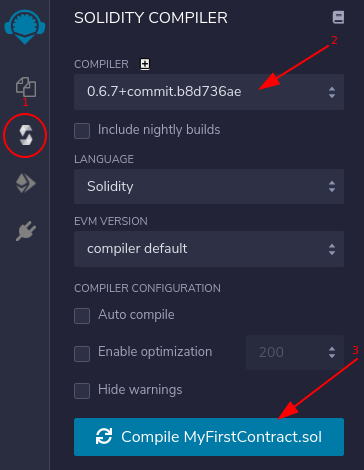 SOLIDITY COMPILER
2
COMPILER
1
0.6.7+commit.b8d736ae
Include nightly builds
LANGUAGE
Solidity
EVM VERSION
compiler default
COMPILER CONFIGURATION
Auto compile
Enable optimization
200
3
Hide warnings
Compile MyFirstContract.sol